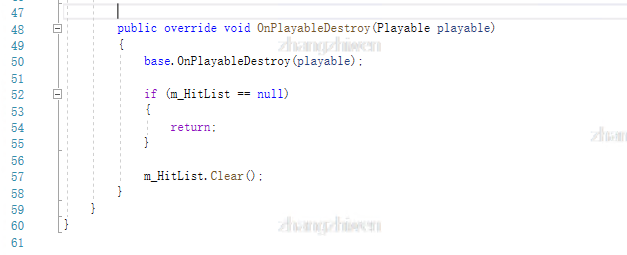 47
48 public override void OnPlayableDestroy(Playable playable)
49 {
50 base.OnPlayableDestroy(playable);
51
52 if (m_HitList == null)
53 {
54 return;
55 }
56
57 m_HitList.Clear();
58 }
59 }
60 }
61
zhangzhiwen
zhan
zhangzhiwen